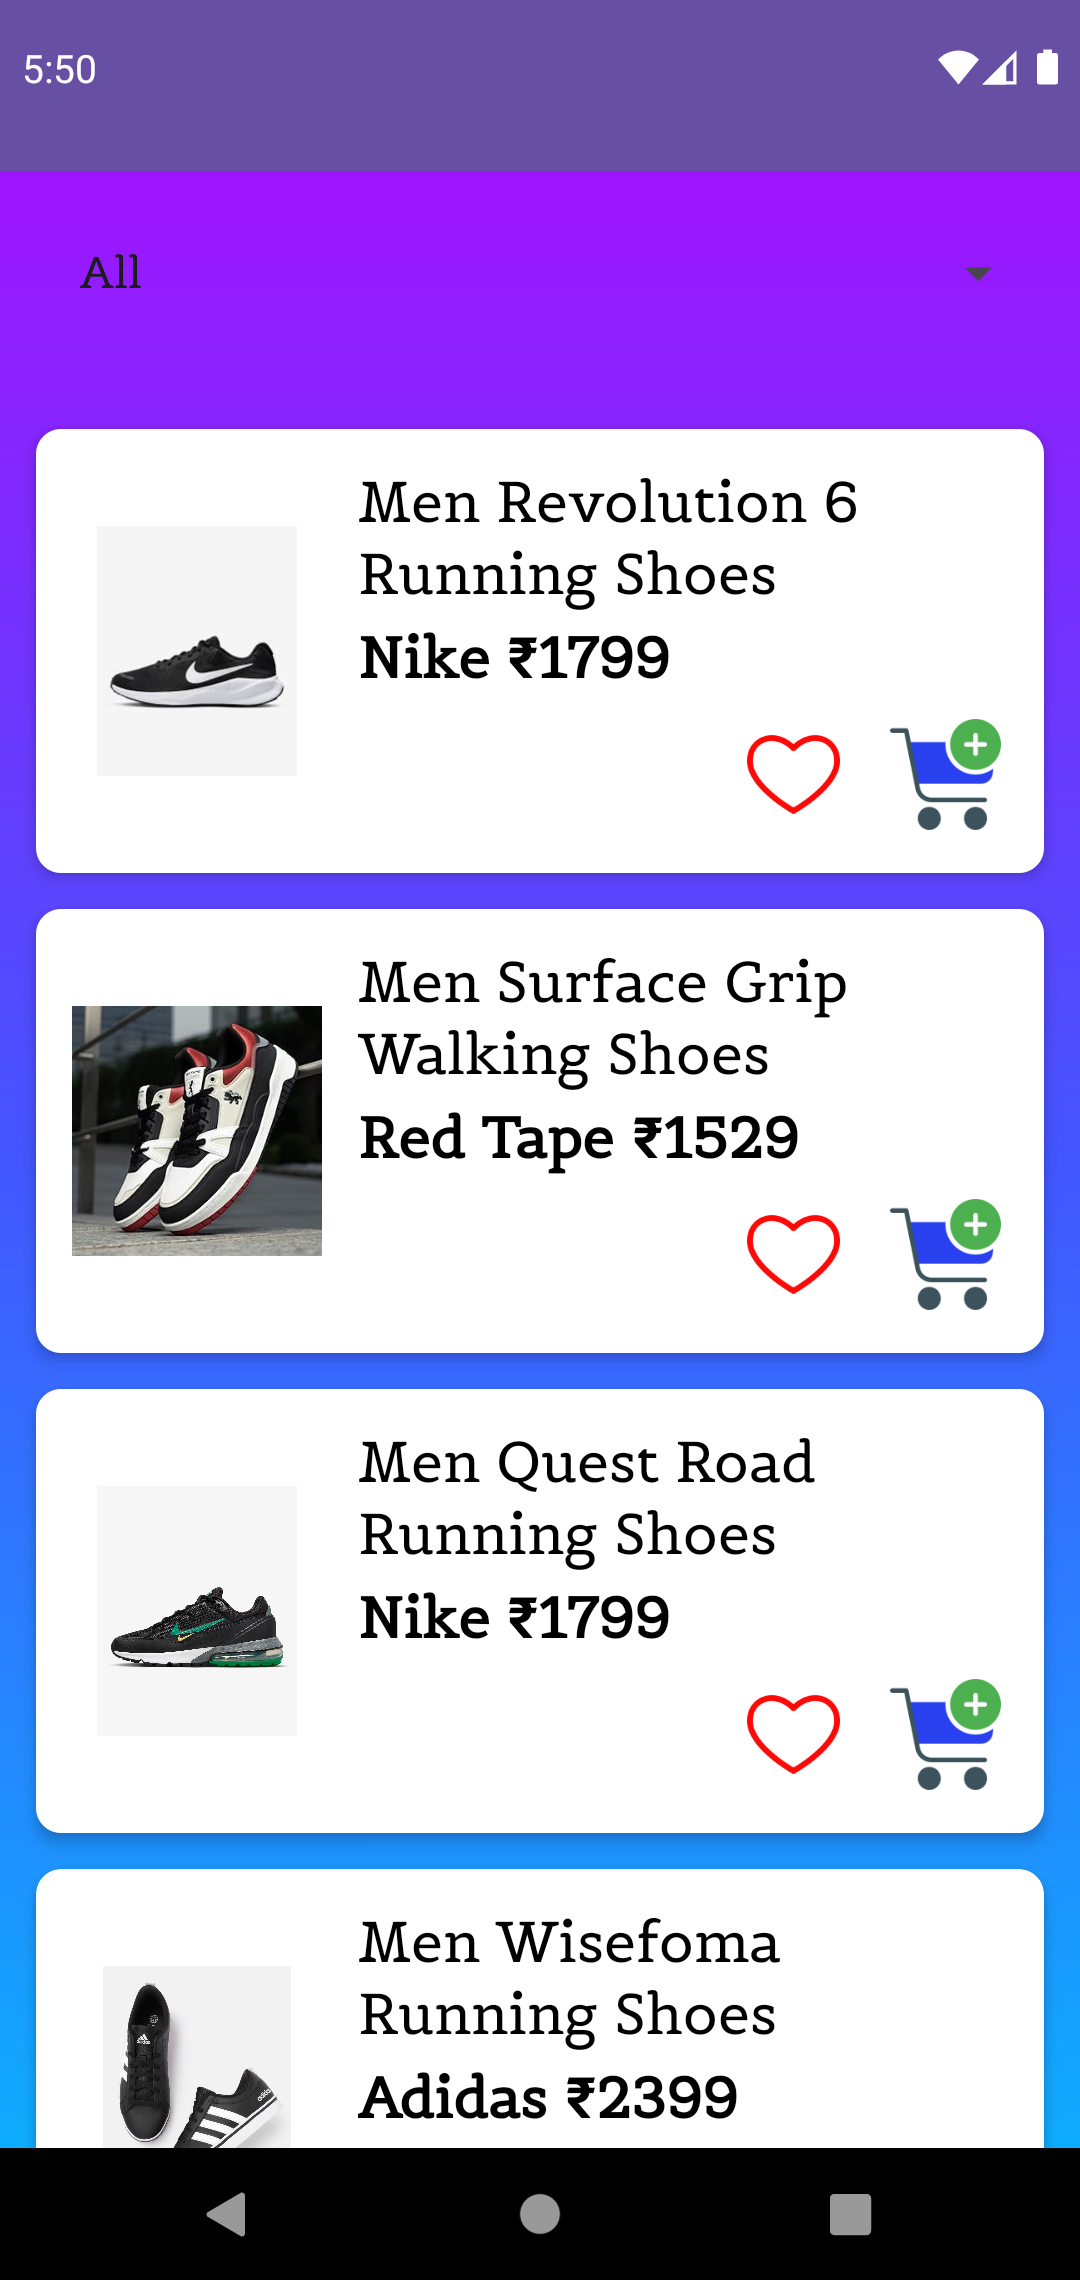 5:50
All
Men Revolution 6
Running Shoes
Nike ₹1799
Men Surface Grip
Walking Shoes
Red Tape ₹1529
Men Quest Road
Running Shoes
Nike ₹1799
Men Wisefoma
Running Shoes
Adidas ₹2399